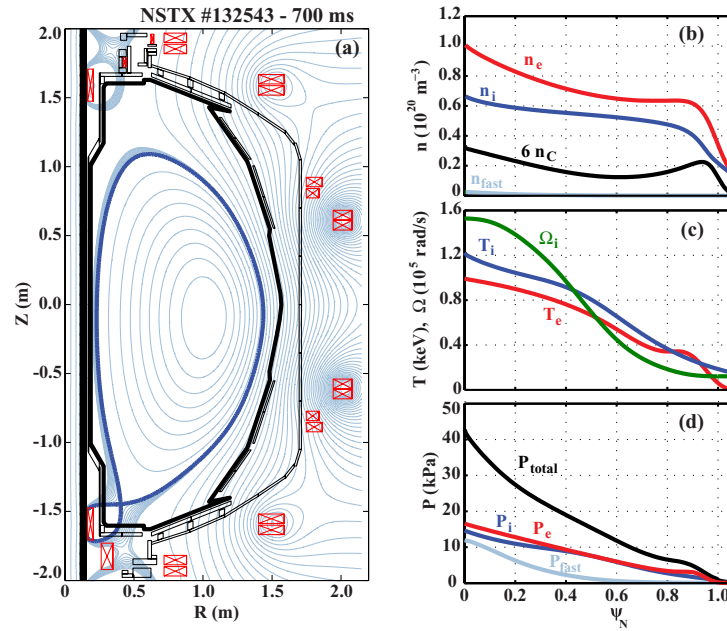 NSTX #132543 - 700 ms
(a)
2.0
1.5
1.0
0.5
0.0
-0.5
-1.0
-1.5
-2.0
Z (m)
0 0.5 1.0 1.5 2.0
R (m)
(b)
1.0
0.8
0.6
0.4
0.2
0
n (10^20 m^-3)
n_e
n_i
6 n_C
n_fast
(c)
1.6
1.2
0.8
0.4
0
T (keV), Ω (10^5 rad/s)
Ω_i
T_i
T_e
(d)
50
40
30
20
10
0
P (kPa)
P_total
P_i P_e
P_fast
0 0.2 0.4 0.6 0.8 1.0
ψ_N